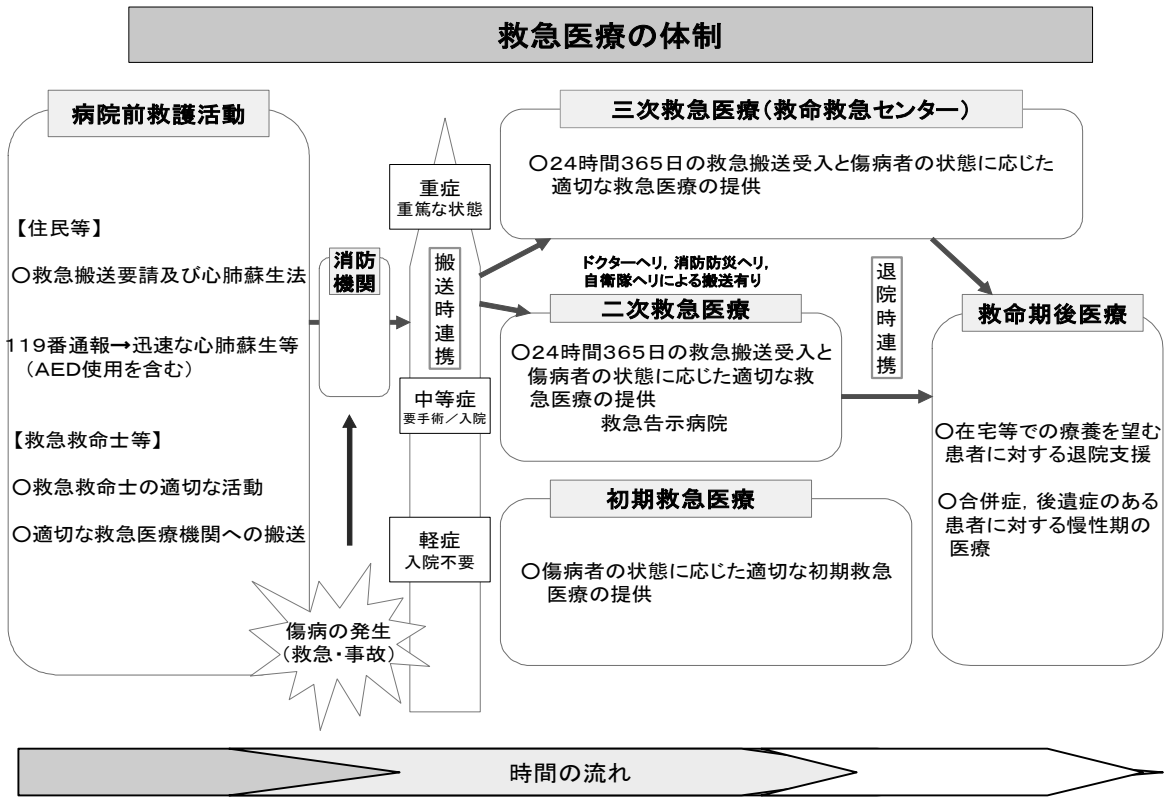 救急医療の体制
病院前救護活動
【住民等】
○救急搬送要請及び心肺蘇生法
119番通報→迅速な心肺蘇生等
(AED使用を含む)
【救急救命士等】
○救急救命士の適切な活動
○適切な救急医療機関への搬送
傷病の発生
(救急・事故)
消防
機関
重症
重篤な状態
搬送時連携
中等症
要手術/入院
軽症
入院不要
三次救急医療(救命救急センター)
○24時間365日の救急搬送受入と傷病者の状態に応じた
適切な救急医療の提供
ドクターヘリ,消防防災ヘリ,
自衛隊ヘリによる搬送有り
二次救急医療
○24時間365日の救急搬送受入と
傷病者の状態に応じた適切な救
急医療の提供
救急告示病院
初期救急医療
○傷病者の状態に応じた適切な初期救急
医療の提供
退院時連携
救命期後医療
○在宅等での療養を望む
患者に対する退院支援
○合併症,後遺症のある
患者に対する慢性期の
医療
時間の流れ